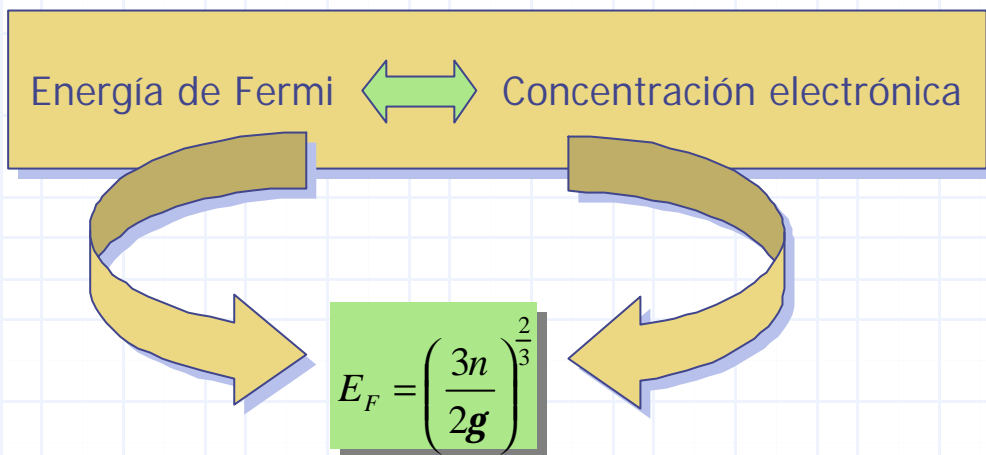 Energía de Fermi Concentración electrónica
E_F = (3n / 2g)^(2/3)